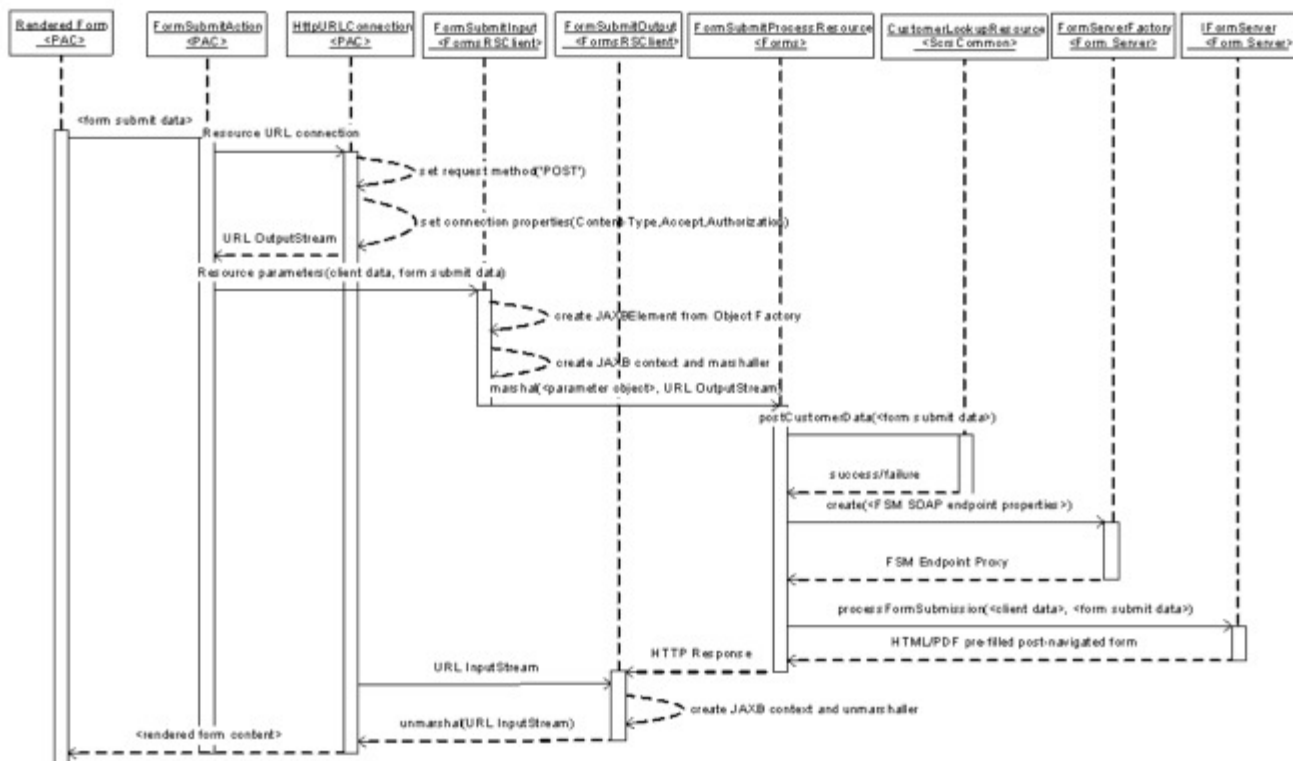 Rendered Form
<PAC>
FormSubmitAction
<PAC>
HttpURLConnection
<PAC>
FormSubmitInput
<FormsRSClient>
FormSubmitOutput
<FormsRSClient>
FormSubmitProcessResource
<Forms>
CustomerLookupResource
<ScrsCommon>
FormServerFactory
<Form Server>
IFormServer
<Form Server>
<form submit data>
Resource URL connection
set request method('POST')
set connection properties(Content-Type,Accept,Authorization)
URL OutputStream
Resource parameters(client data, form submit data)
create JAXBElement from Object Factory
create JAXB context and marshaller
marshal(<parameter object>, URL OutputStream)
postCustomerData(<form submit data>)
success/failure
create(<FSM SOAP endpoint properties>)
FSM Endpoint Proxy
processFormSubmission(<client data>, <form submit data>)
HTML/PDF pre-filled post-navigated form
HTTP Response
URL InputStream
create JAXB context and unmarshaller
unmarshal(URL InputStream)
<rendered form content>